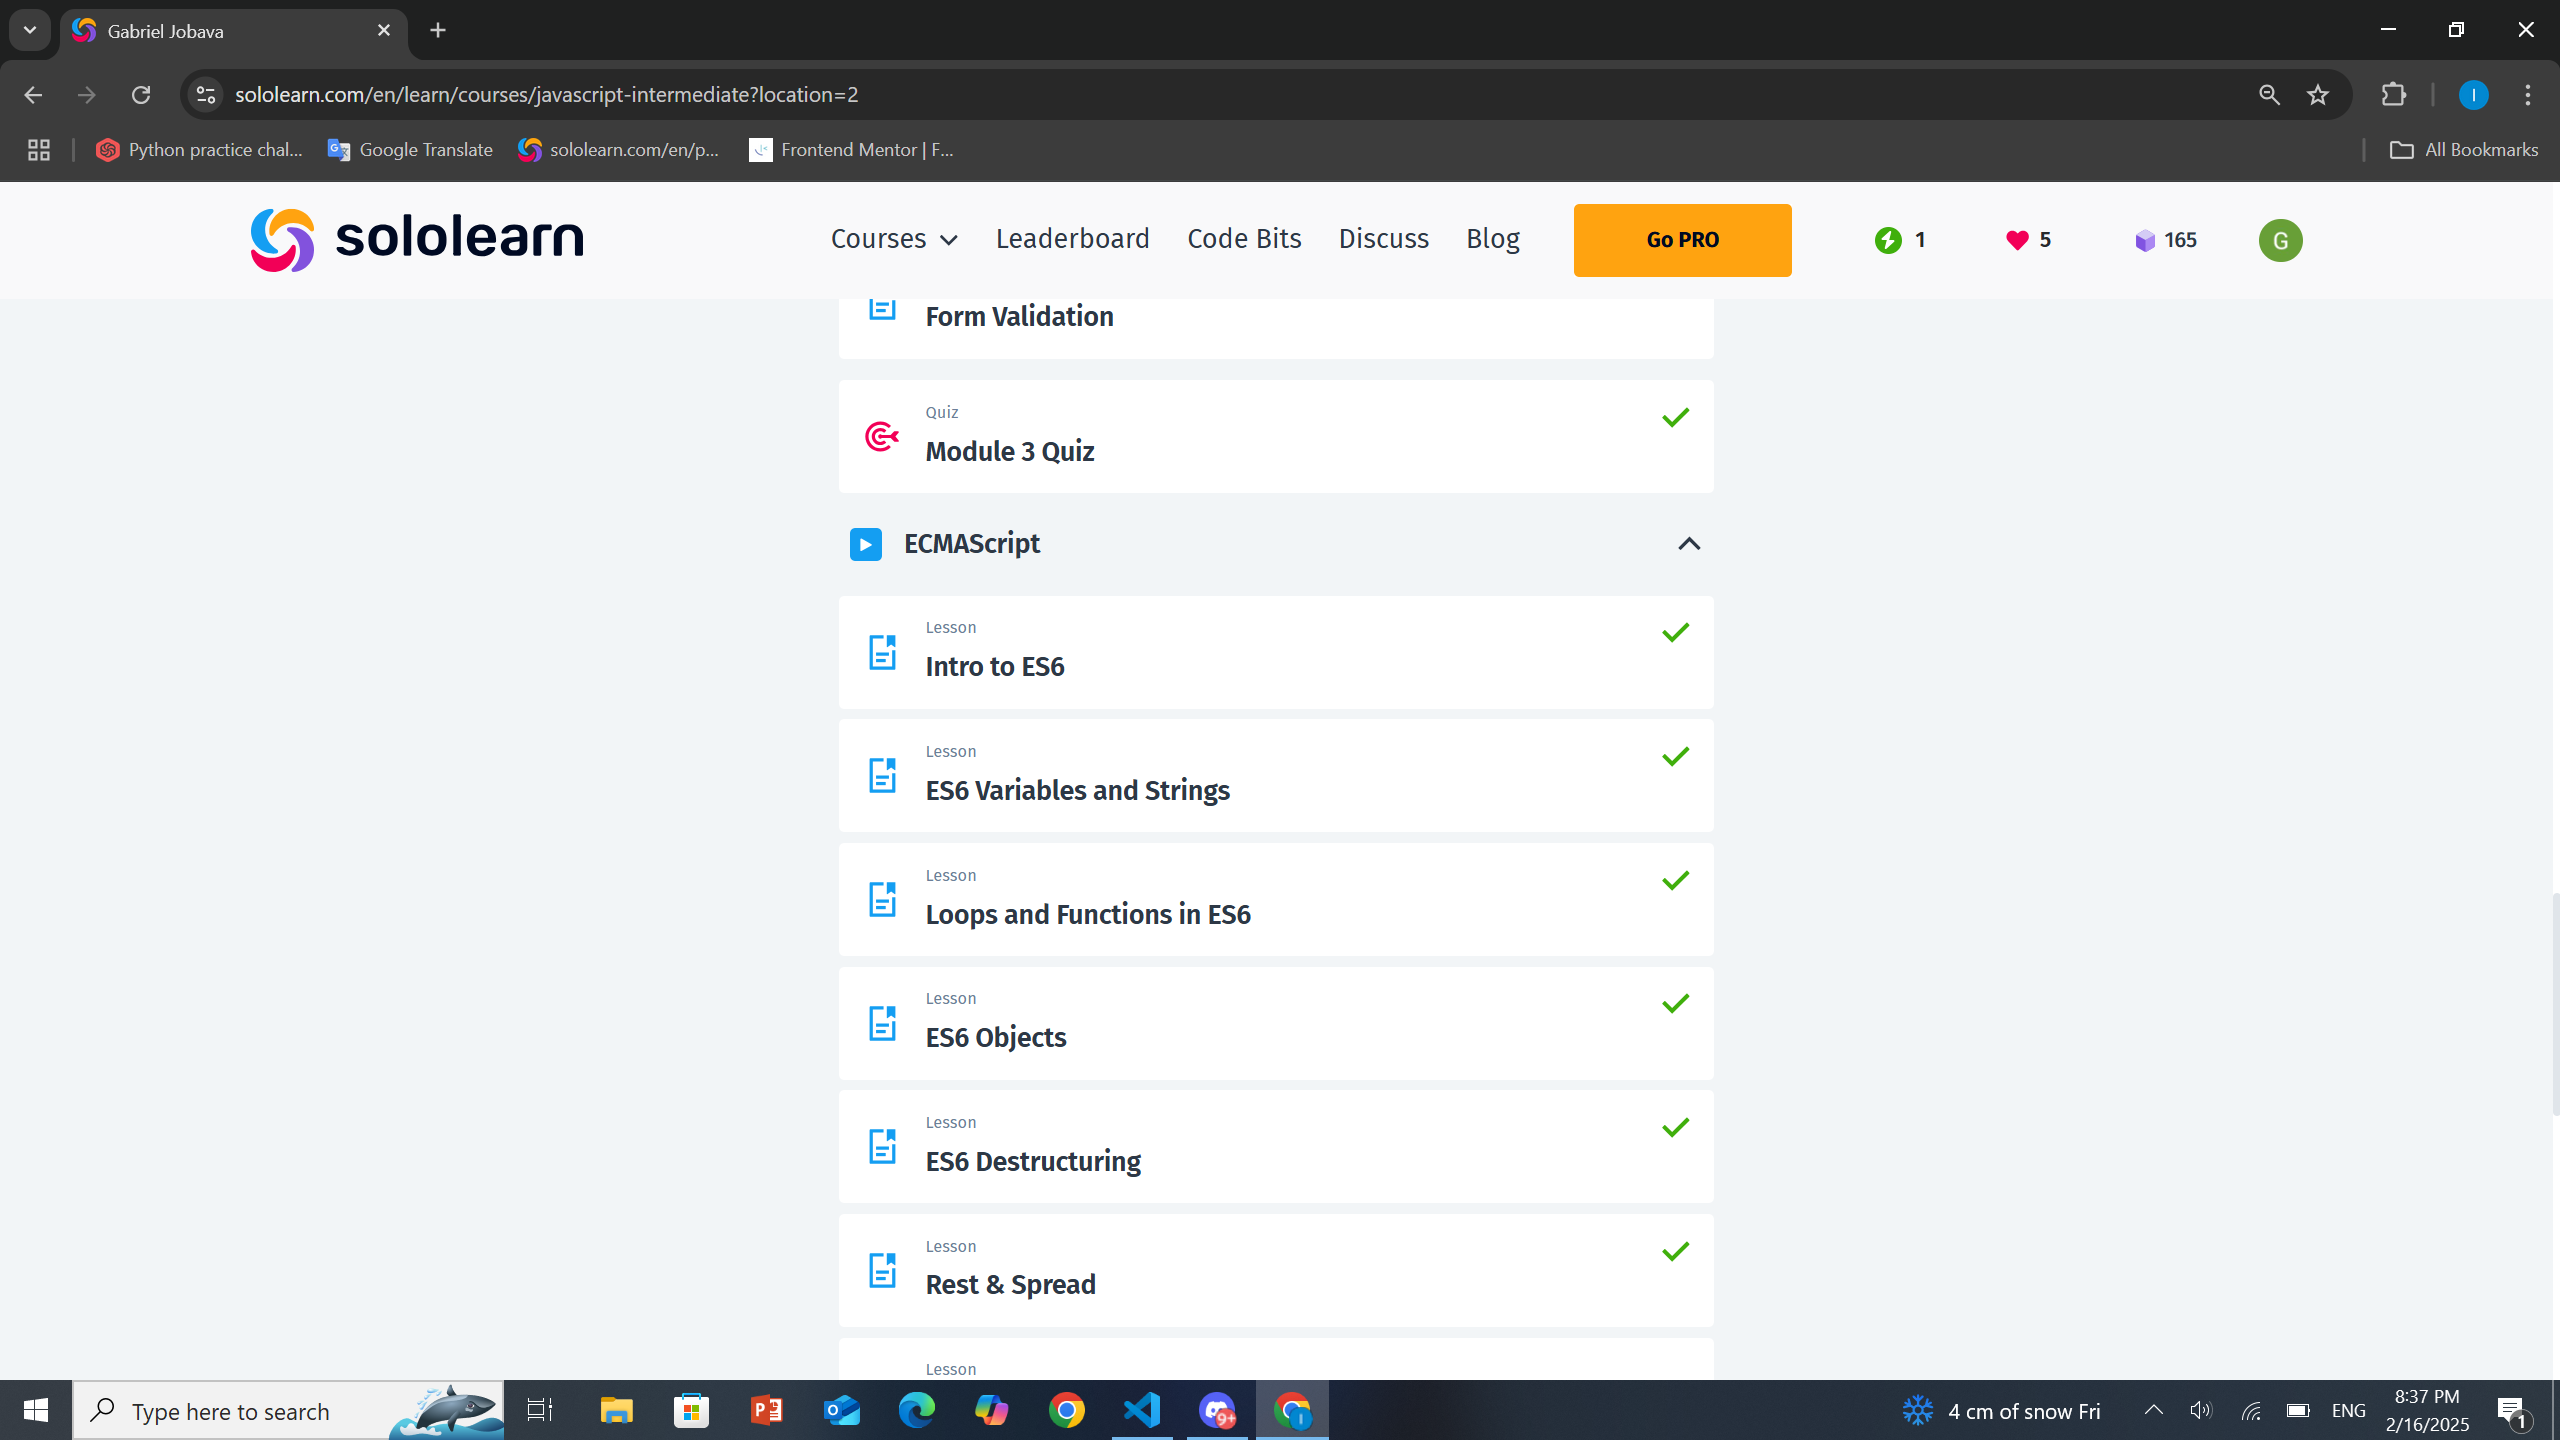 Gabriel Jobava
sololearn.com/en/learn/courses/javascript-intermediate?location=2
I
Python practice chal...
Google Translate
sololearn.com/en/p...
Frontend Mentor | F...
All Bookmarks
sololearn
Courses
Leaderboard
Code Bits
Discuss
Blog
Go PRO
1
5
165
G
Form Validation
Quiz
Module 3 Quiz
ECMAScript
Lesson
Intro to ES6
Lesson
ES6 Variables and Strings
Lesson
Loops and Functions in ES6
Lesson
ES6 Objects
Lesson
ES6 Destructuring
Lesson
Rest & Spread
Lesson
Type here to search
9+
4 cm of snow Fri
ENG
8:37 PM
2/16/2025
1